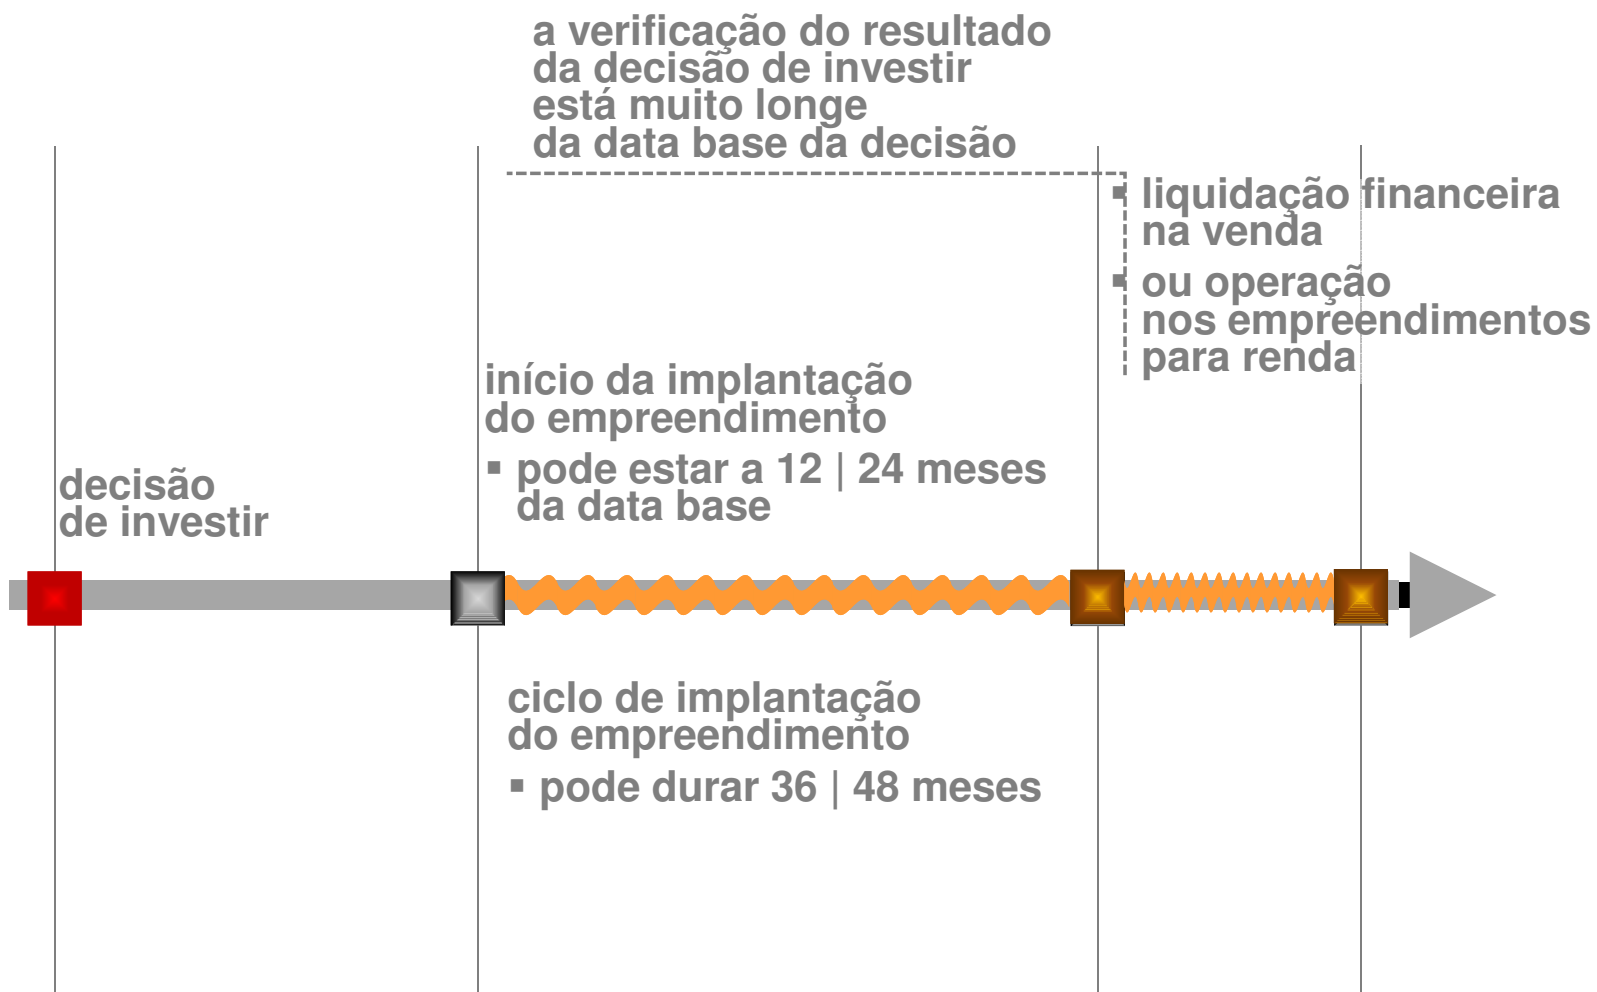 a verificação do resultado
da decisão de investir
está muito longe
da data base da decisão
▪ liquidação financeira
na venda
▪ ou operação
nos empreendimentos
para renda
início da implantação
do empreendimento
▪ pode estar a 12 | 24 meses
da data base
decisão
de investir
ciclo de implantação
do empreendimento
▪ pode durar 36 | 48 meses